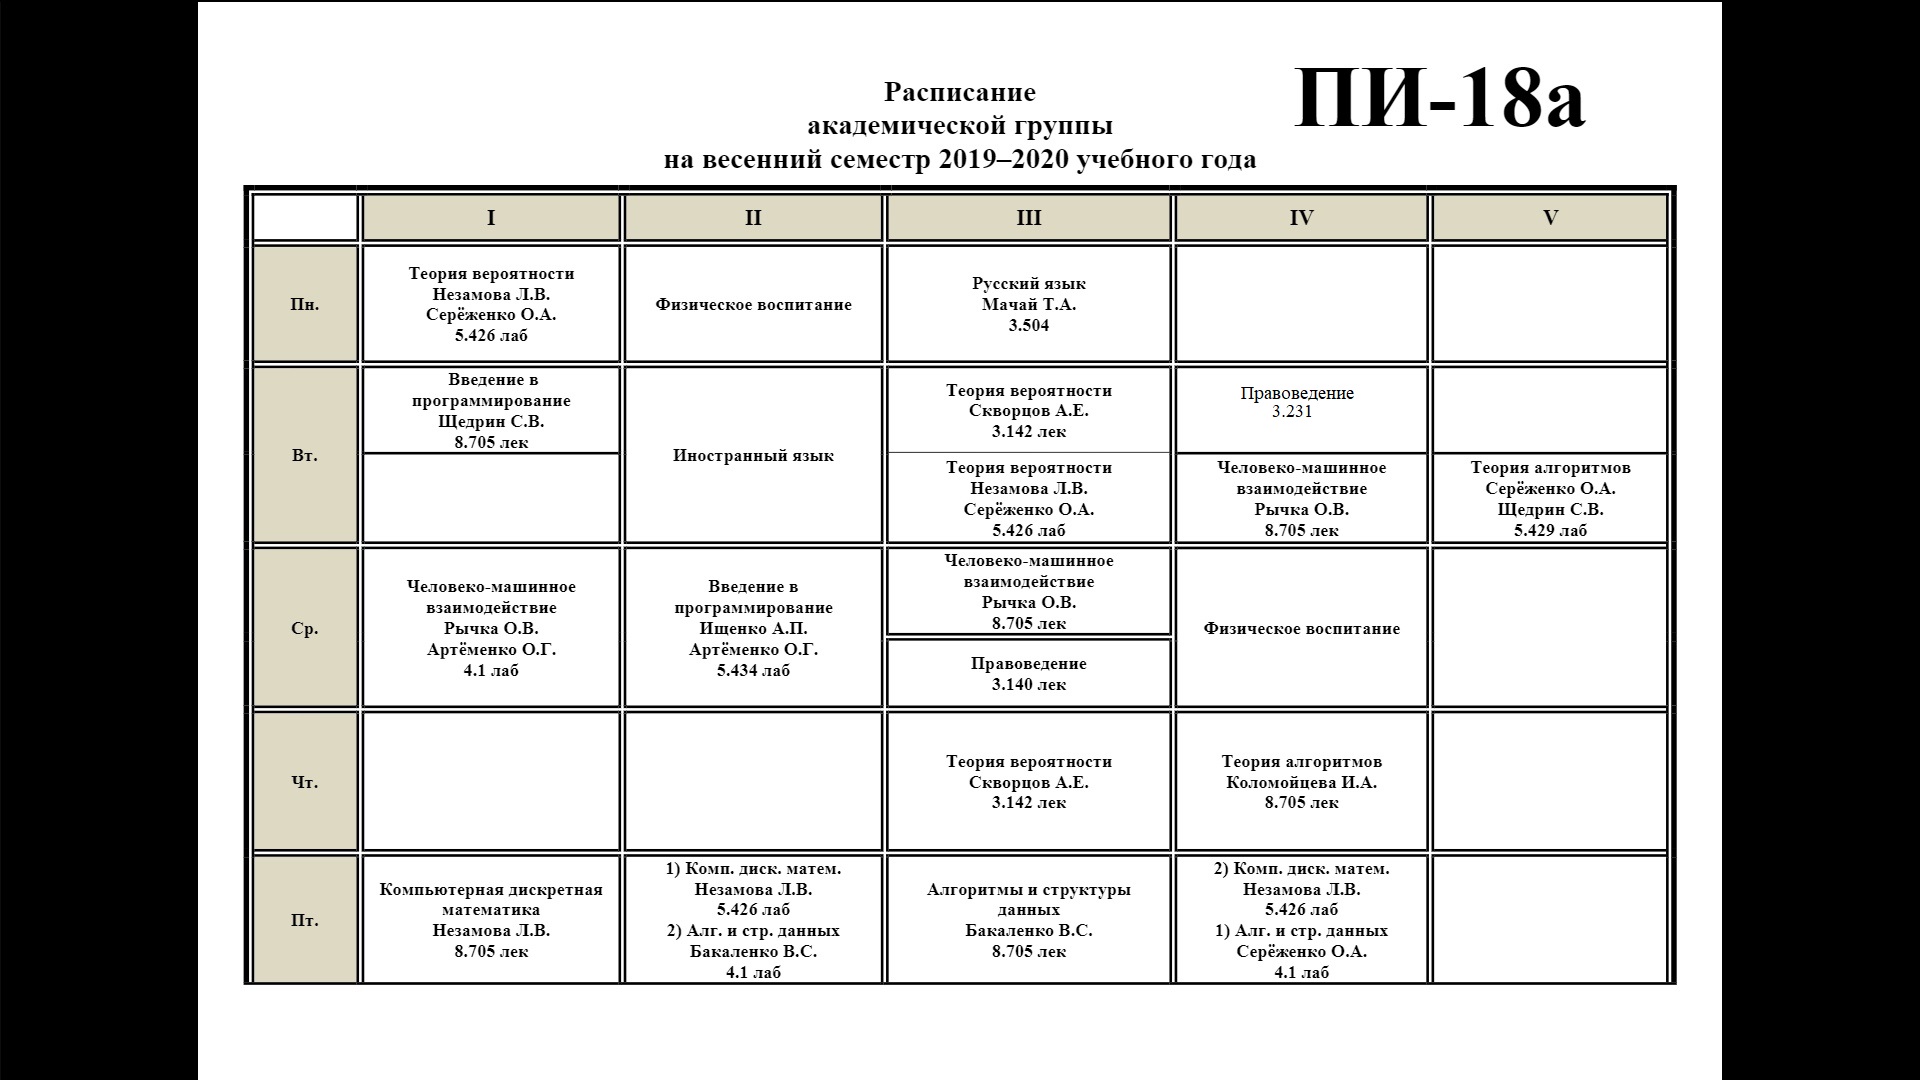 Расписание
академической группы
на весенний семестр 2019–2020 учебного года
ПИ-18а
I
II
III
IV
V
Пн.
Теория вероятности
Незамова Л.В.
Серёженко О.А.
5.426 лаб
Физическое воспитание
Русский язык
Мачай Т.А.
3.504
Вт.
Введение в
программирование
Щедрин С.В.
8.705 лек
Иностранный язык
Теория вероятности
Скворцов А.Е.
3.142 лек
Теория вероятности
Незамова Л.В.
Серёженко О.А.
5.426 лаб
Правоведение
3.231
Человеко-машинное
взаимодействие
Рычка О.В.
8.705 лек
Теория алгоритмов
Серёженко О.А.
Щедрин С.В.
5.429 лаб
Ср.
Человеко-машинное
взаимодействие
Рычка О.В.
Артёменко О.Г.
4.1 лаб
Введение в
программирование
Ищенко А.П.
Артёменко О.Г.
5.434 лаб
Человеко-машинное
взаимодействие
Рычка О.В.
8.705 лек
Правоведение
3.140 лек
Физическое воспитание
Чт.
Теория вероятности
Скворцов А.Е.
3.142 лек
Теория алгоритмов
Коломойцева И.А.
8.705 лек
Пт.
Компьютерная дискретная
математика
Незамова Л.В.
8.705 лек
1) Комп. диск. матем.
Незамова Л.В.
5.426 лаб
2) Алг. и стр. данных
Бакаленко В.С.
4.1 лаб
Алгоритмы и структуры
данных
Бакаленко В.С.
8.705 лек
2) Комп. диск. матем.
Незамова Л.В.
5.426 лаб
1) Алг. и стр. данных
Серёженко О.А.
4.1 лаб